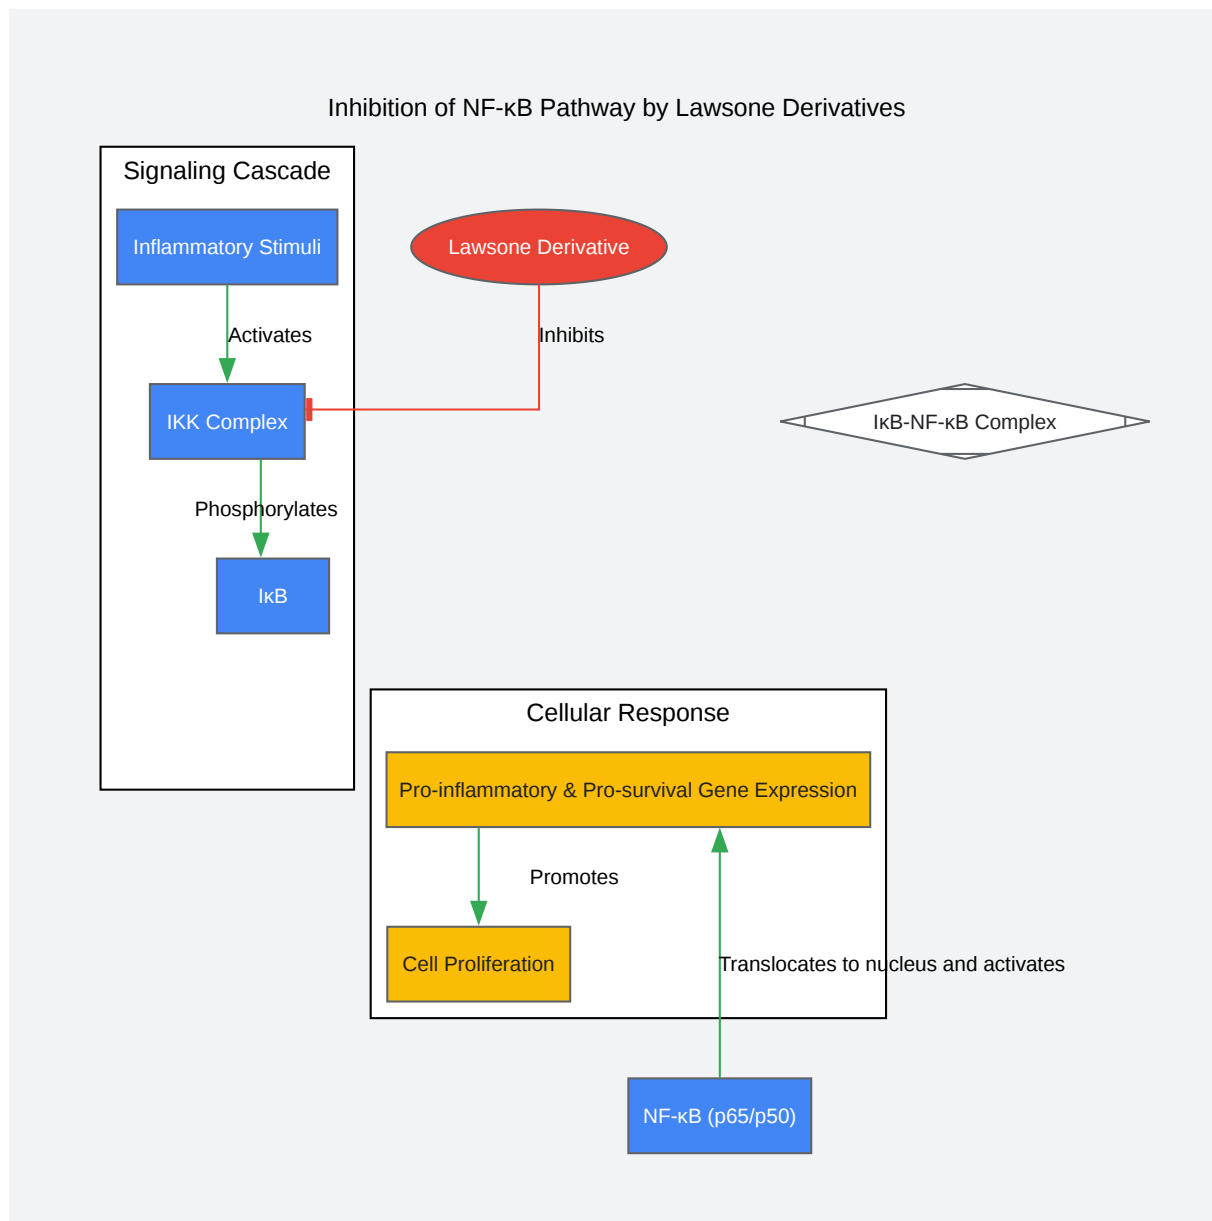 Inhibition of NF-κB Pathway by Lawsone Derivatives
Signaling Cascade
Inflammatory Stimuli
Lawsone Derivative
Activates
Inhibits
IKK Complex
IκB-NF-κB Complex
Phosphorylates
IκB
Cellular Response
Pro-inflammatory & Pro-survival Gene Expression
Promotes
Cell Proliferation
Translocates to nucleus and activates
NF-κB (p65/p50)